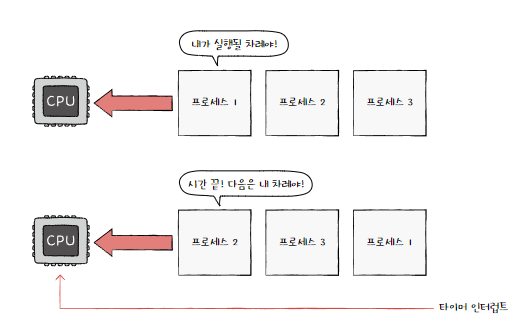 내가 실행될 차례야!
CPU
프로세스 1
프로세스 2
프로세스 3
시간 끝! 다음은 내 차례야!
CPU
프로세스 2
프로세스 3
프로세스 1
타이머 인터럽트